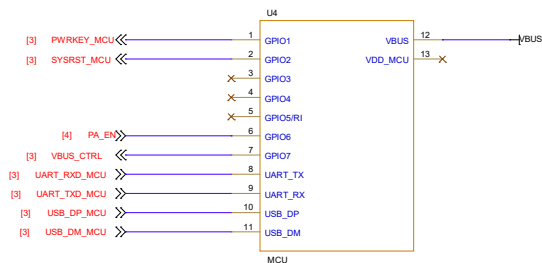 U4
[3] PWRKEY_MCU 1 GPIO1 VBUS 12 VBUS
[3] SYSRST_MCU 2 GPIO2 VDD_MCU 13
3 GPIO3
4 GPIO4
5 GPIO5/RI
[4] PA_EN 6 GPIO6
[3] VBUS_CTRL 7 GPIO7
[3] UART_RXD_MCU 8 UART_TX
[3] UART_TXD_MCU 9 UART_RX
[3] USB_DP_MCU 10 USB_DP
[3] USB_DM_MCU 11 USB_DM
MCU